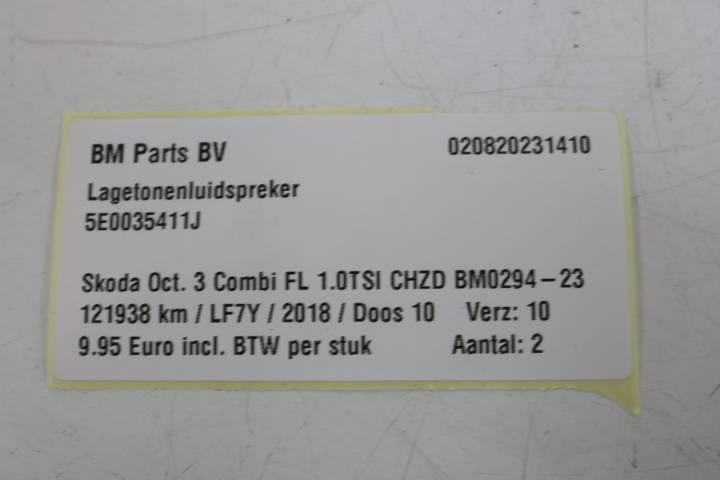 BM Parts BV 020820231410
Lagetonenluidspreker
5E0035411J
Skoda Oct. 3 Combi FL 1.0TSI CHZD BM0294-23
121938 km / LF7Y / 2018 / Doos 10 Verz: 10
9.95 Euro incl. BTW per stuk Aantal: 2